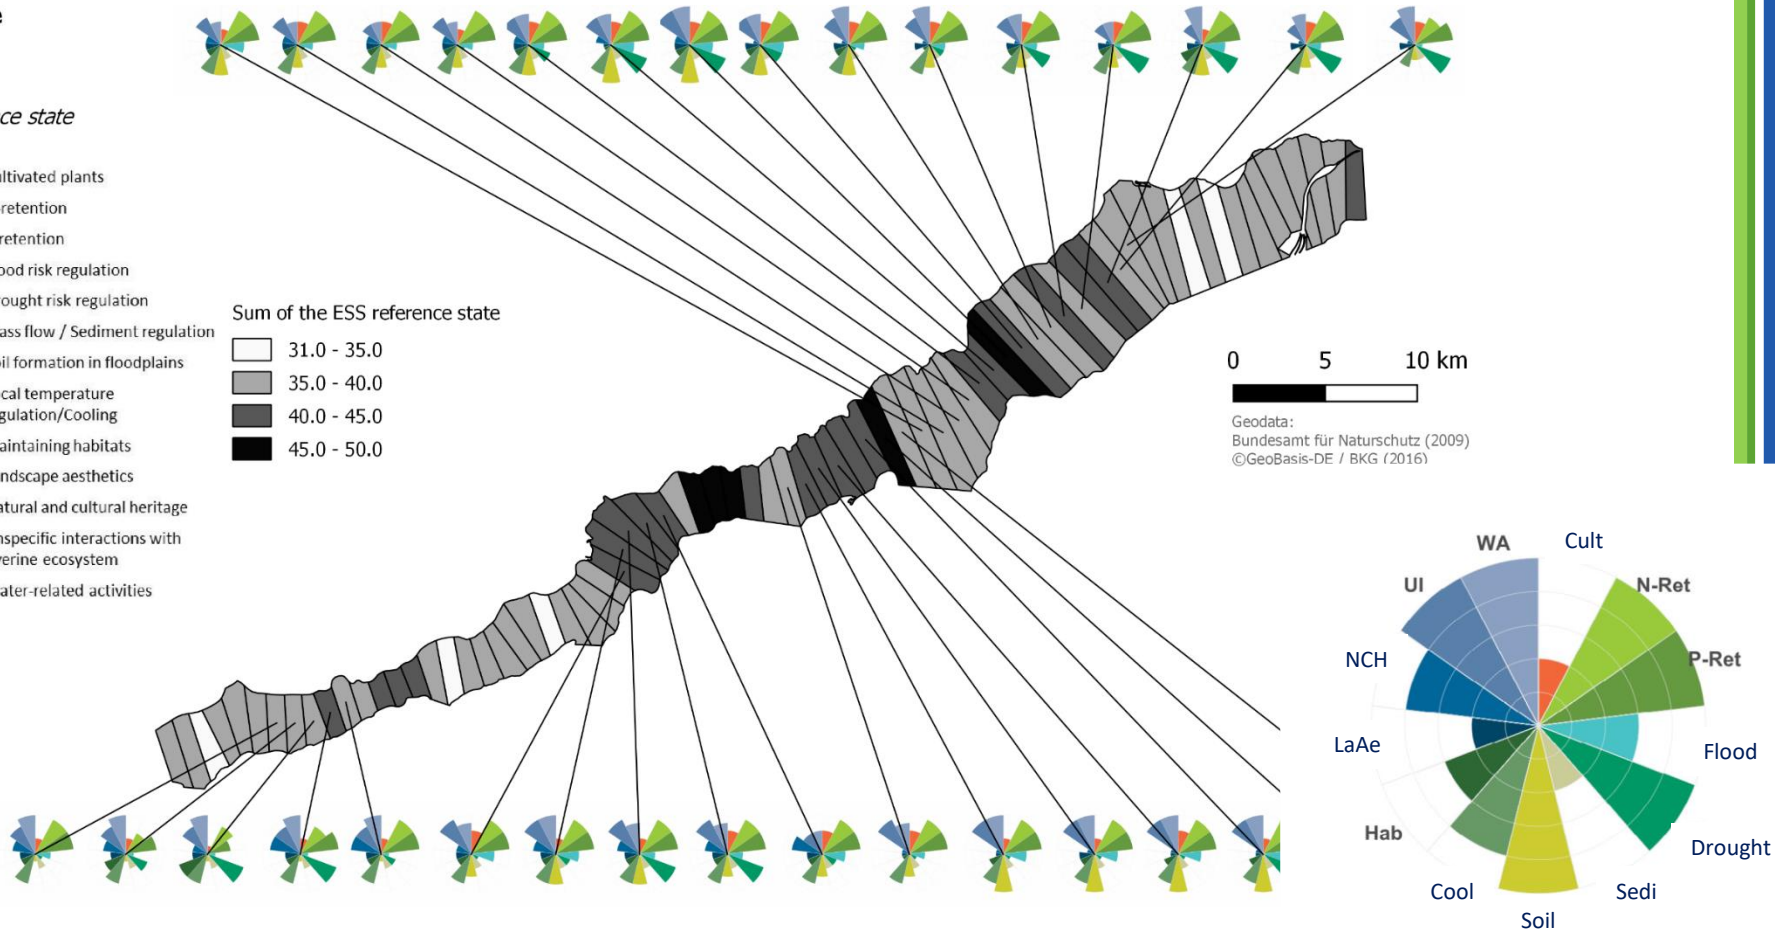 ce state
retention
retention
Sum of the ESS reference state
31.0 - 35.0
35.0 - 40.0
40.0 - 45.0
45.0 - 50.0
ltivated plants
ood risk regulation
rought risk regulation
ass flow / Sediment regulation
il formation in floodplains
cal temperature
gulation/Cooling
aintaining habitats
ndscape aesthetics
atural and cultural heritage
nspecific interactions with
verine ecosystem
ater-related activities
0 5 10 km
Geodata:
Bundesamt für Naturschutz (2009)
©GeoBasis-DE / BKG (2016)
WA
Cult
UI
N-Ret
NCH
P-Ret
LaAe
Flood
Hab
Drought
Cool
Sedi
Soil